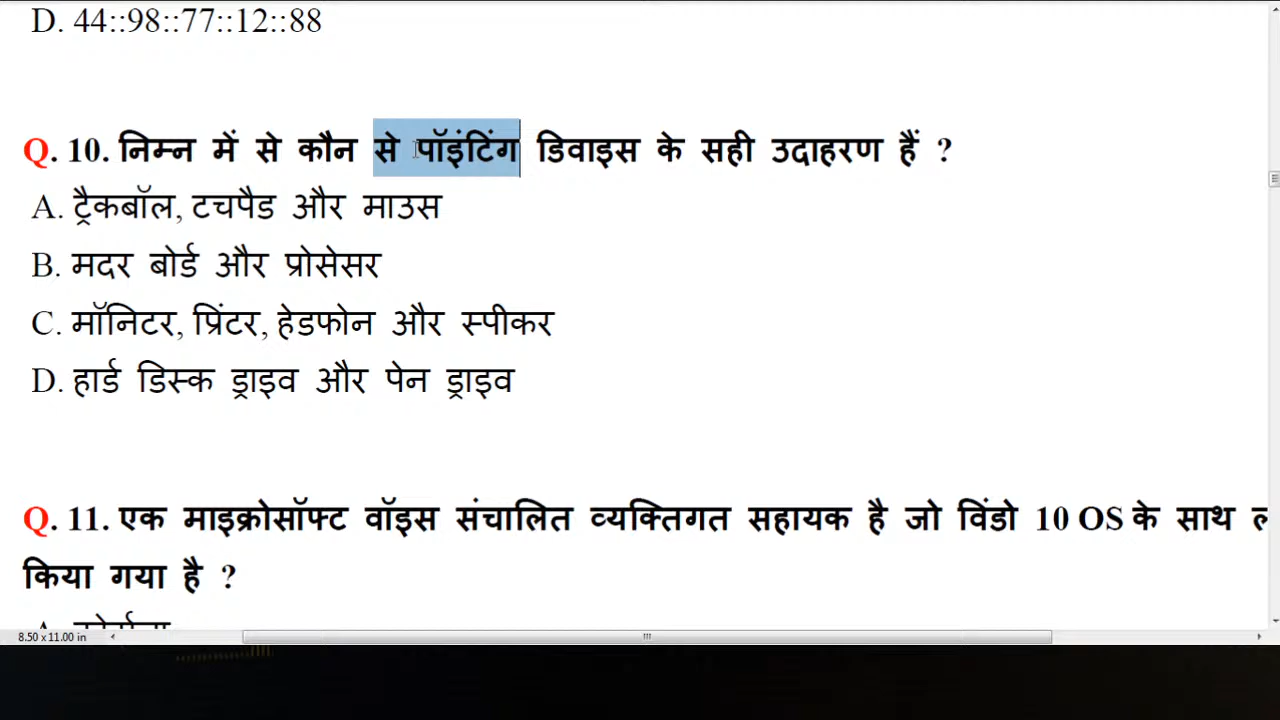 D. 44::98::77::12::88
Q. 10. निम्न में से कौन से पॉइंटिंग डिवाइस के सही उदाहरण हैं ?
A. ट्रैकबॉल, टचपैड और माउस
B. मदर बोर्ड और प्रोसेसर
C. मॉनिटर, प्रिंटर, हेडफोन और स्पीकर
D. हार्ड डिस्क ड्राइव और पेन ड्राइव
Q. 11. एक माइक्रोसॉफ्ट वॉइस संचालित व्यक्तिगत सहायक है जो विंडो 10 OS के साथ
किया गया है ?
A.
8.50 x 11.00 in